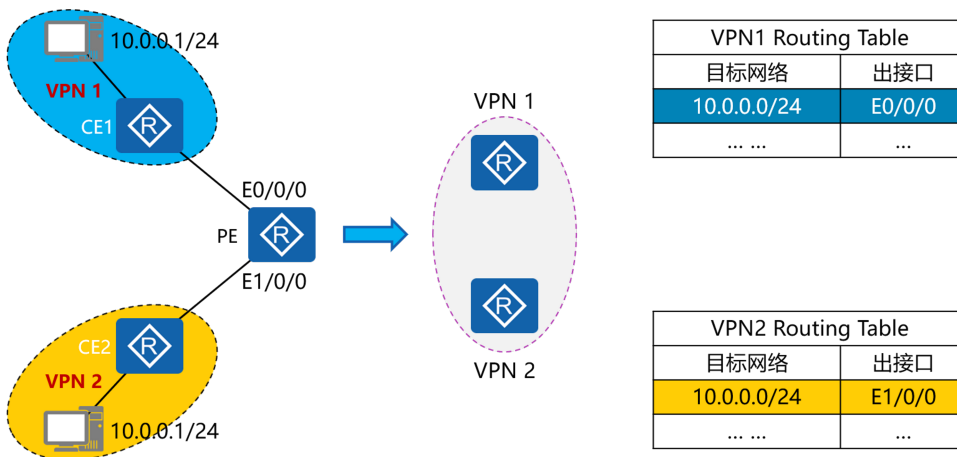 10.0.0.1/24
VPN 1
CE1
R
E0/0/0
PE
R
E1/0/0
CE2
R
VPN 2
10.0.0.1/24
VPN 1
R
R
VPN 2
VPN1 Routing Table
目标网络 出接口
10.0.0.0/24 E0/0/0
... ... ...
VPN2 Routing Table
目标网络 出接口
10.0.0.0/24 E1/0/0
... ... ...